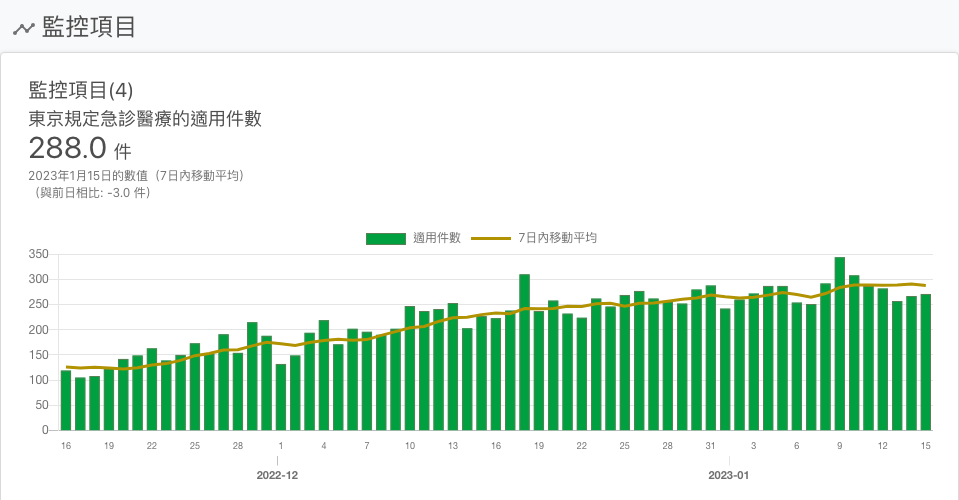 監控項目
監控項目(4)
東京規定急診醫療的適用件數
288.0 件
2023年1月15日的數值（7日內移動平均）
（與前日相比: -3.0 件）
適用件數 7日內移動平均
350
300
250
200
150
100
50
0
16 19 22 25 28 1 4 7 10 13 16 19 22 25 28 31 3 6 9 12 15
2022-12 2023-01